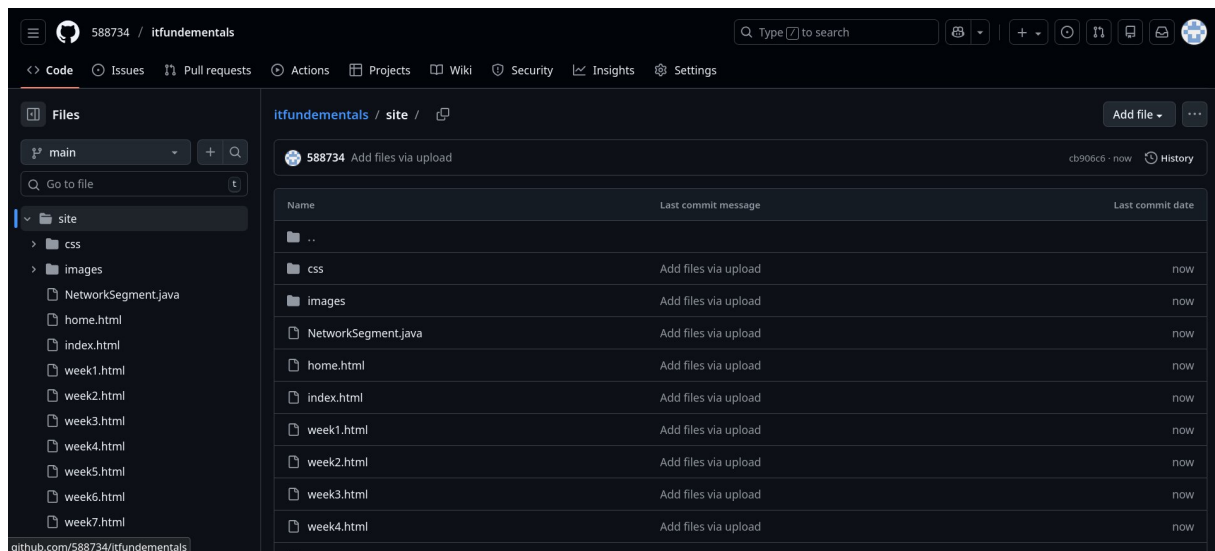 588734 / itfundementals
Type / to search
Code Issues Pull requests Actions Projects Wiki Security Insights Settings
Files
main
Go to file t
site
css
images
NetworkSegment.java
home.html
index.html
week1.html
week2.html
week3.html
week4.html
week5.html
week6.html
week7.html
github.com/588734/itfundementals
itfundementals / site /
Add file
588734 Add files via upload
cb906c6 · now History
Name Last commit message Last commit date
..
css Add files via upload now
images Add files via upload now
NetworkSegment.java Add files via upload now
home.html Add files via upload now
index.html Add files via upload now
week1.html Add files via upload now
week2.html Add files via upload now
week3.html Add files via upload now
week4.html Add files via upload now